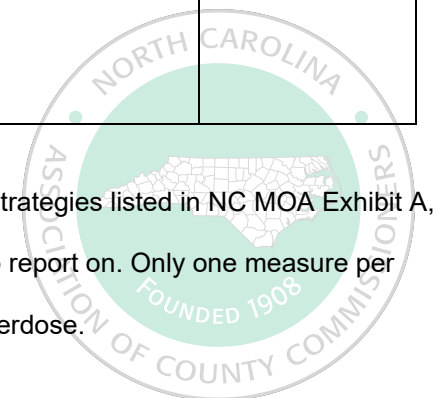 NORTH CAROLINA
ASSOCIATION OF COUNTY COMMISSIONERS
FOUNDED 1908
trategies listed in NC MOA Exhibit A,
report on. Only one measure per
erdose.